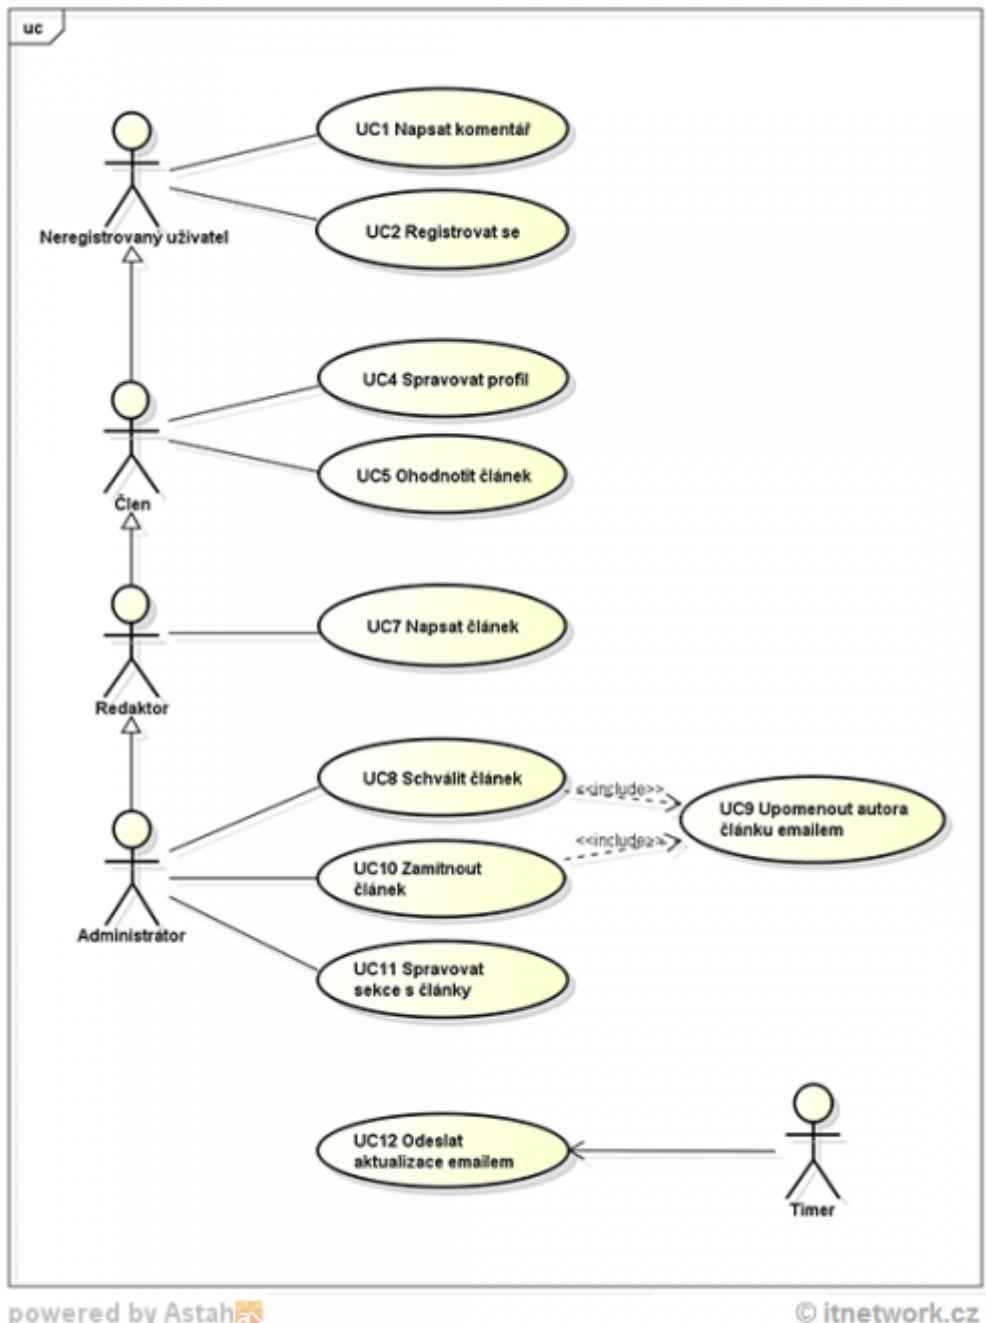 uc
UC1 Napsat komentář
UC2 Registrovat se
Neregistrovaný uživatel
UC4 Spravovat profil
UC5 Ohodnotit článek
Člen
UC7 Napsat článek
Redaktor
UC8 Schválit článek
<<include>>
UC9 Upomenout autora
článku emailem
<<include>>
UC10 Zamítnout
článek
Administrátor
UC11 Spravovat
sekce s články
UC12 Odeslat
aktualizace emailem
Timer
powered by Astah
© itnetwork.cz